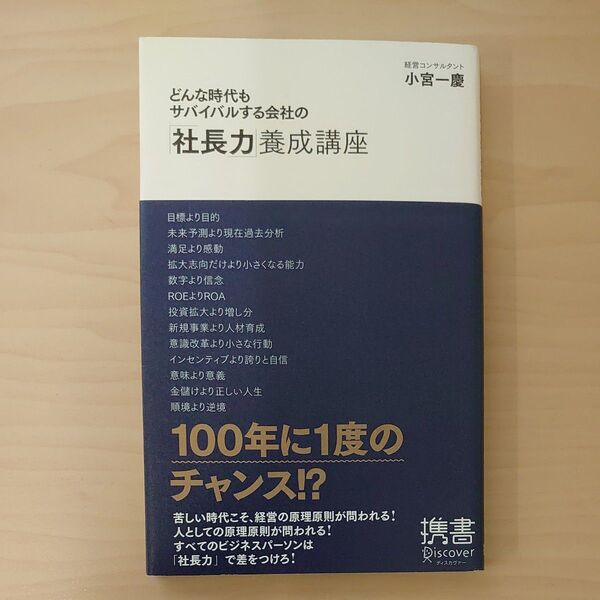 経営コンサルタント
小宮一慶
どんな時代も
サバイバルする会社の
「社長力」養成講座
目標より目的
未来予測より現在過去分析
満足より感動
拡大志向だけより小さくなる能力
数字より信念
ROEよりROA
投資拡大より増し分
新規事業より人材育成
意識改革より小さな行動
インセンティブより誇りと自信
意味より意義
金儲けより正しい人生
順境より逆境
100年に1度の
チャンス!?
苦しい時代こそ、経営の原理原則が問われる!
人としての原理原則が問われる!
すべてのビジネスパーソンは
「社長力」で差をつけろ!
携書
Discover
ディスカヴァー